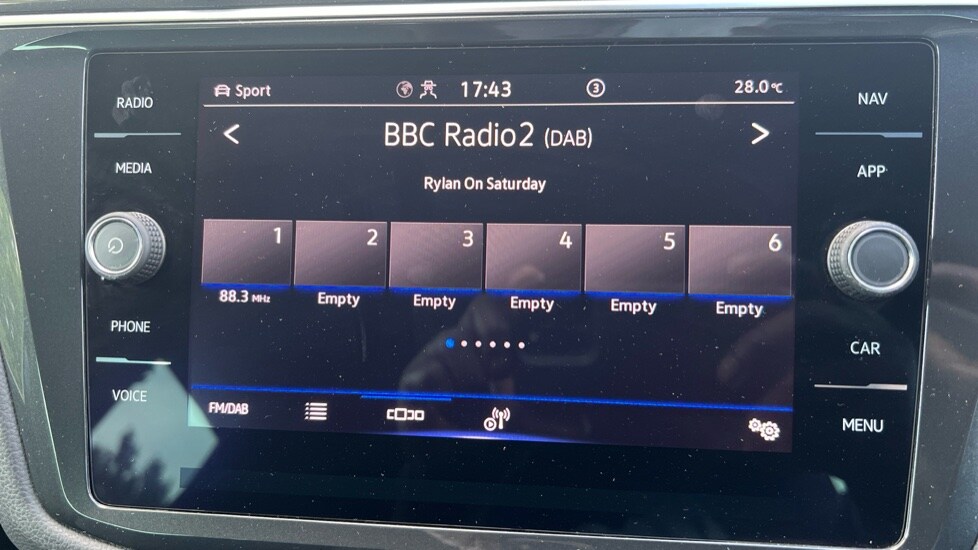 RADIO
MEDIA
PHONE
VOICE
Sport 17:43 3 28.0°C
< BBC Radio2 (DAB) >
Rylan On Saturday
1 2 3 4 5 6
88.3 MHz Empty Empty Empty Empty Empty
FM/DAB
NAV
APP
CAR
MENU